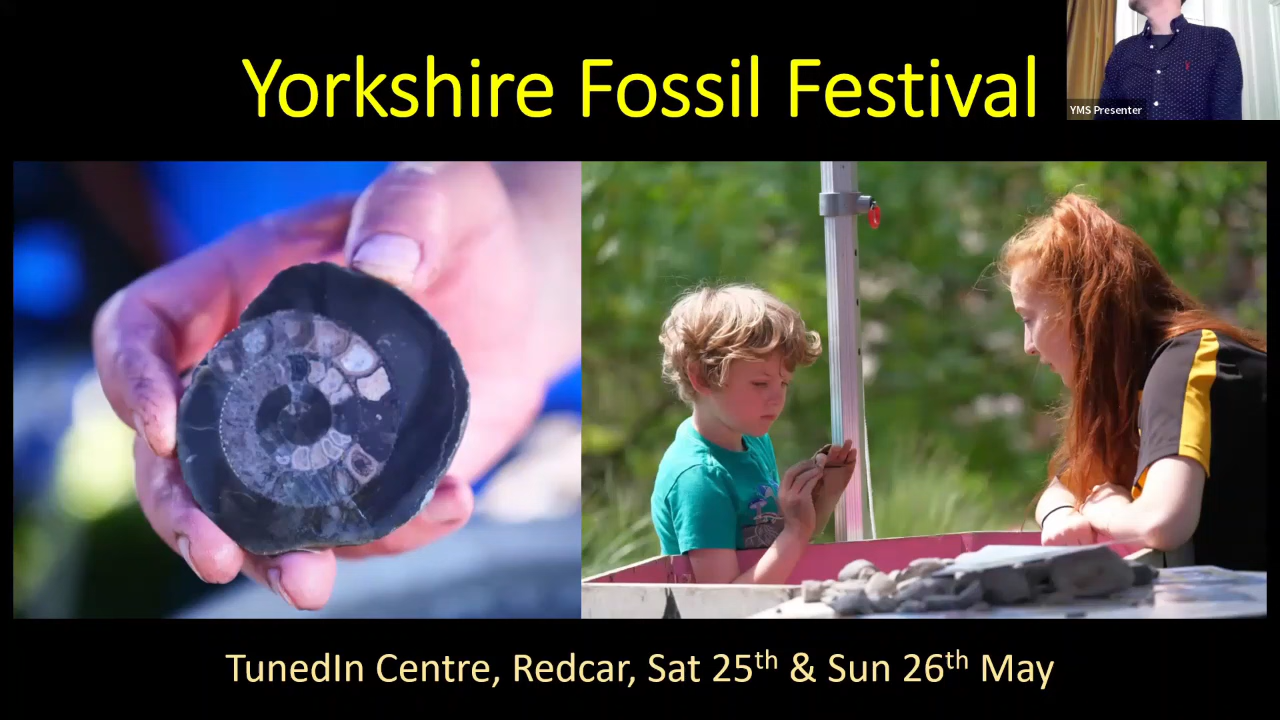 Yorkshire Fossil Festival
YMS Presenter
TunedIn Centre, Redcar, Sat 25th & Sun 26th May